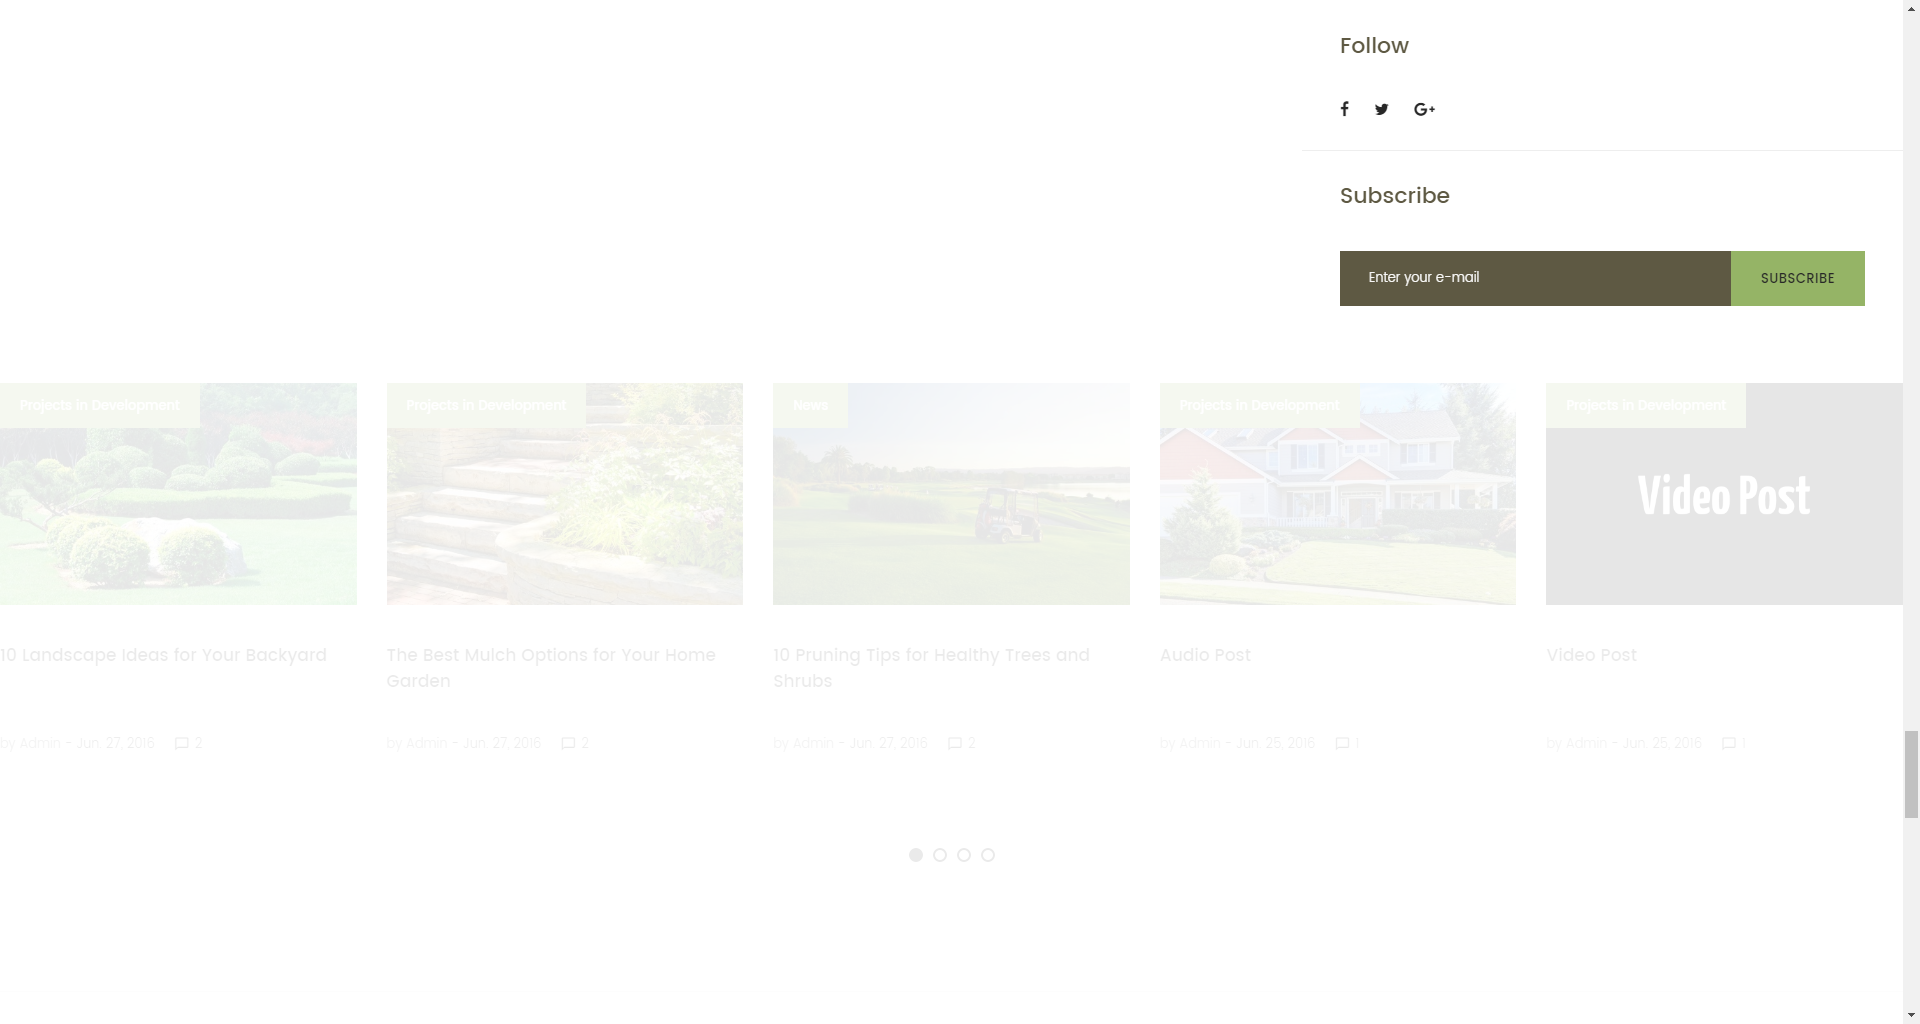 Follow
Subscribe
Enter your e-mail
SUBSCRIBE
Projects in Development
Projects in Development
News
Projects in Development
Projects in Development
Video Post
10 Landscape Ideas for Your Backyard
The Best Mulch Options for Your Home
Garden
10 Pruning Tips for Healthy Trees and
Shrubs
Audio Post
Video Post
by Admin - Jun. 27, 2016 2
by Admin - Jun. 27, 2016 2
by Admin - Jun. 27, 2016 2
by Admin - Jun. 25, 2016 1
by Admin - Jun. 25, 2016 1